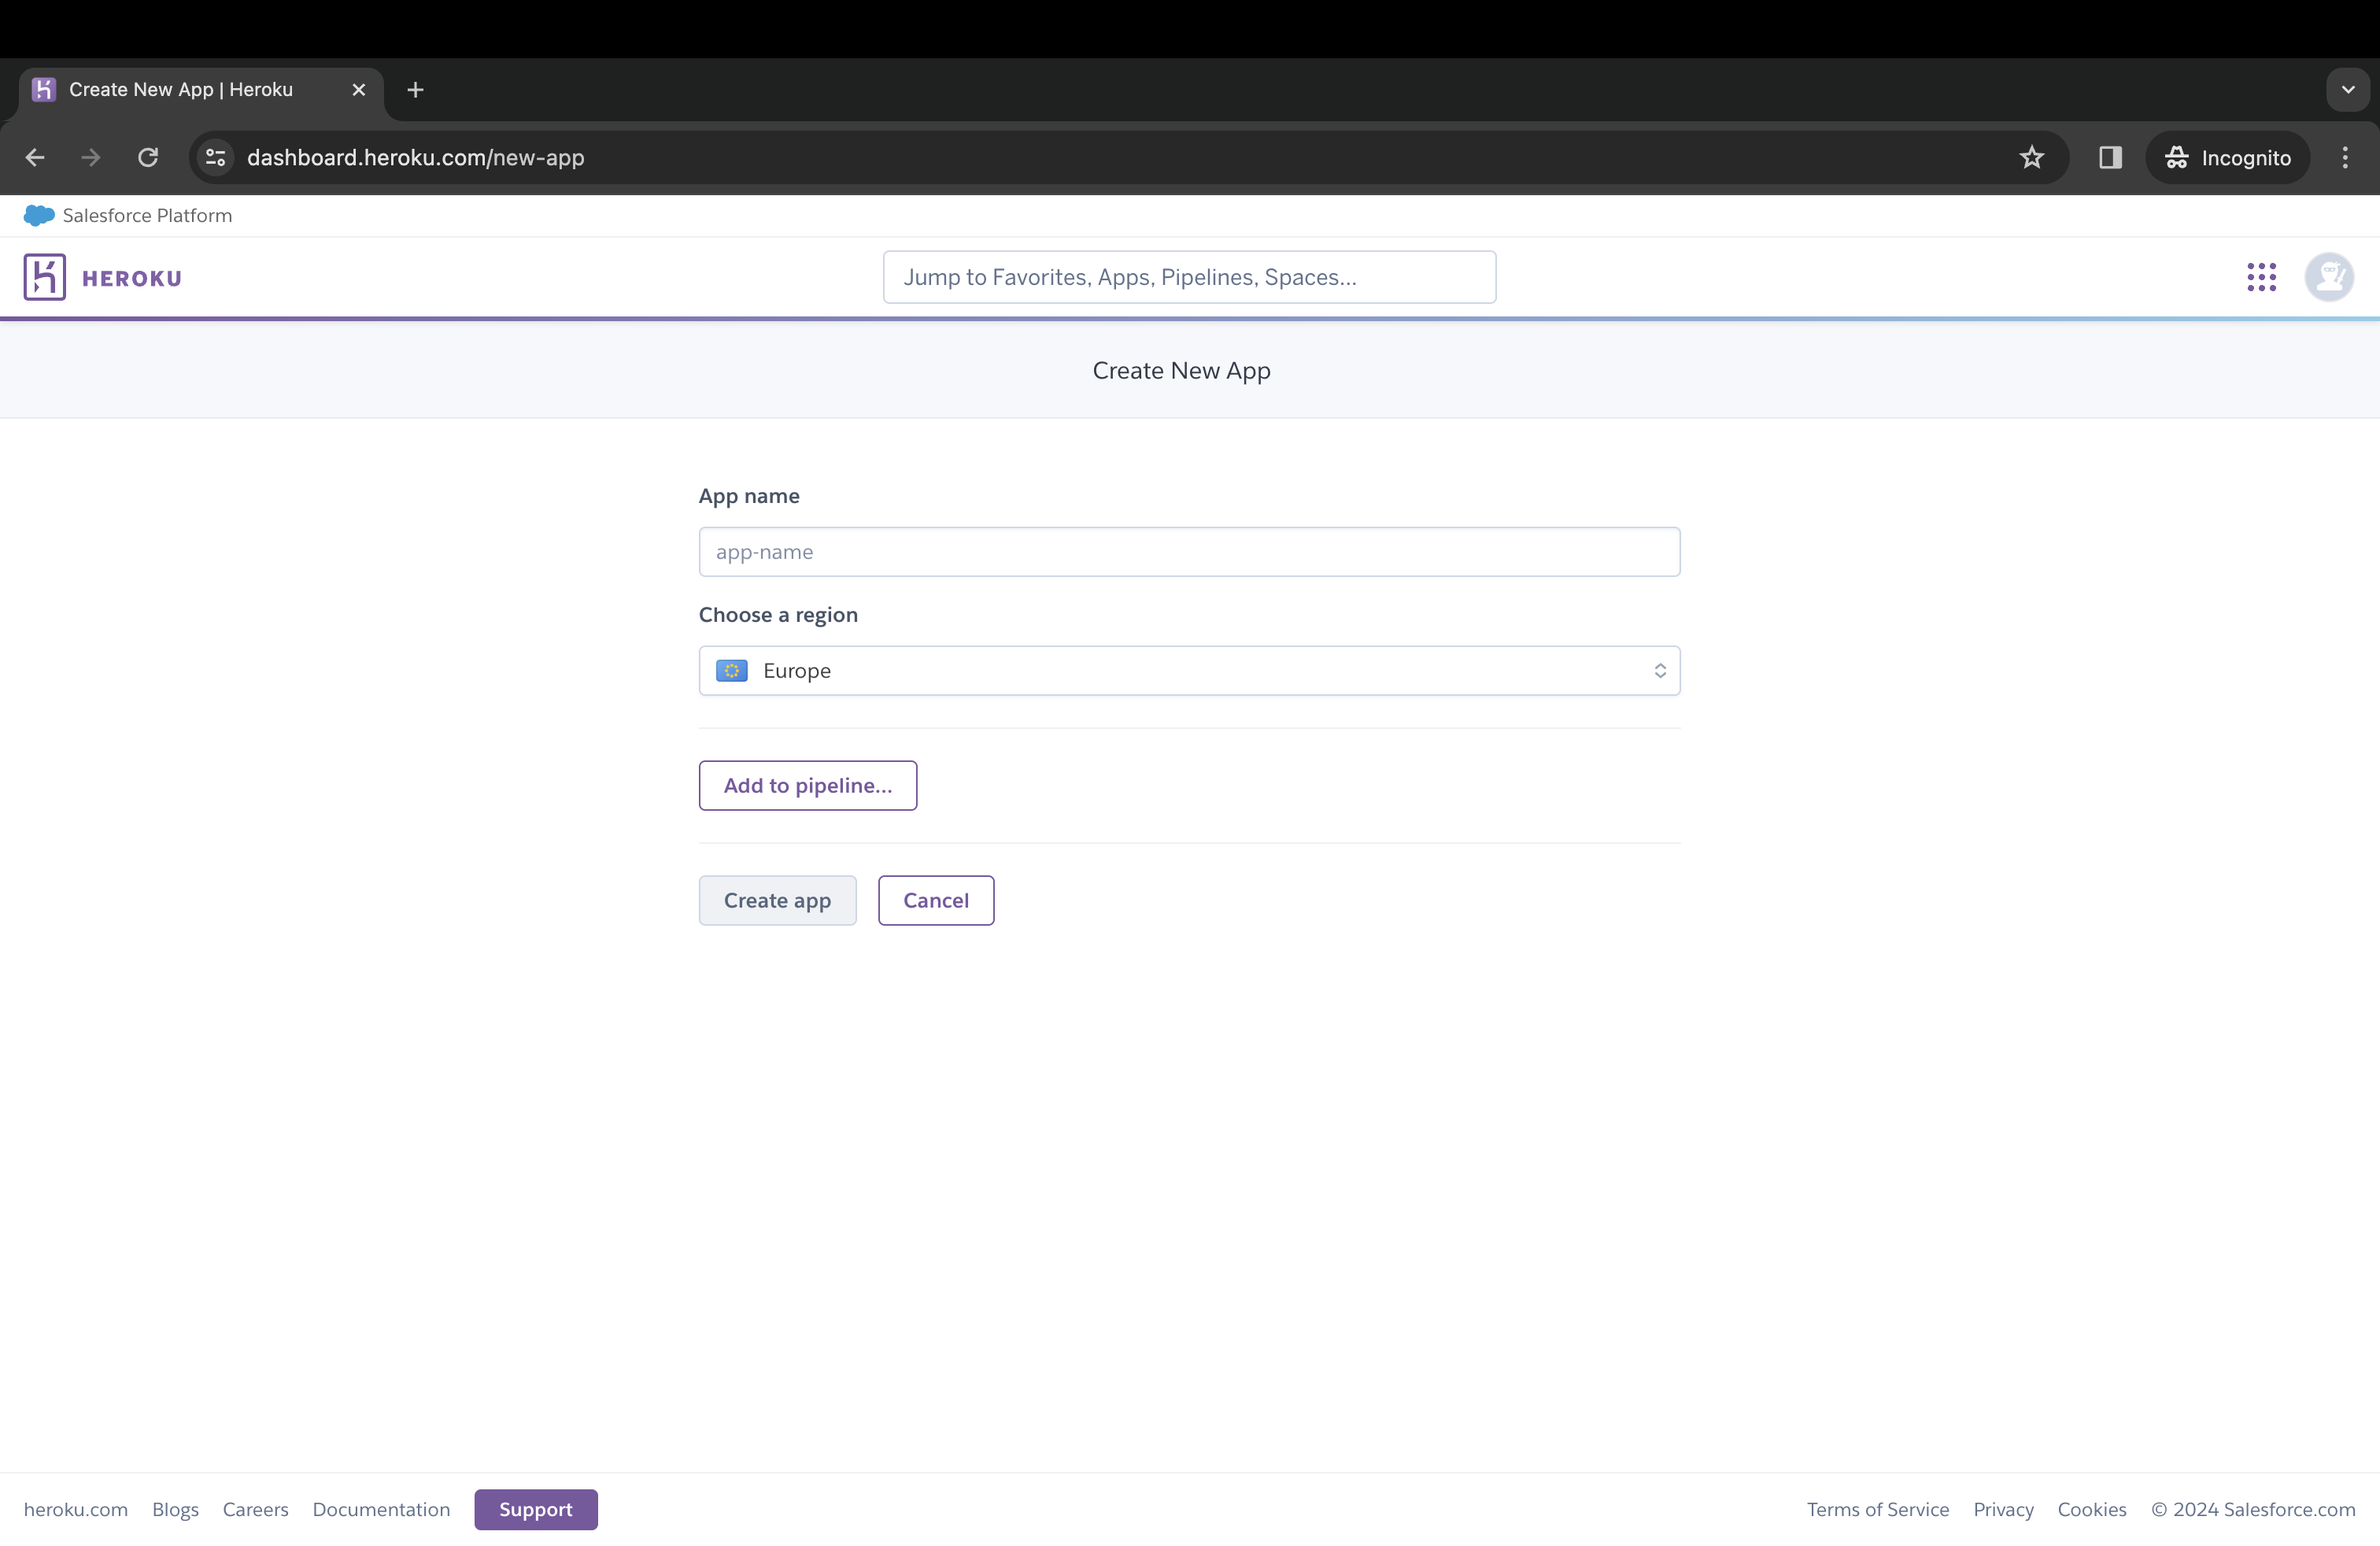 Create New App | Heroku
dashboard.heroku.com/new-app
Incognito
Salesforce Platform
HEROKU
Jump to Favorites, Apps, Pipelines, Spaces...
Create New App
App name
app-name
Choose a region
Europe
Add to pipeline...
Create app Cancel
heroku.com Blogs Careers Documentation Support Terms of Service Privacy Cookies © 2024 Salesforce.com